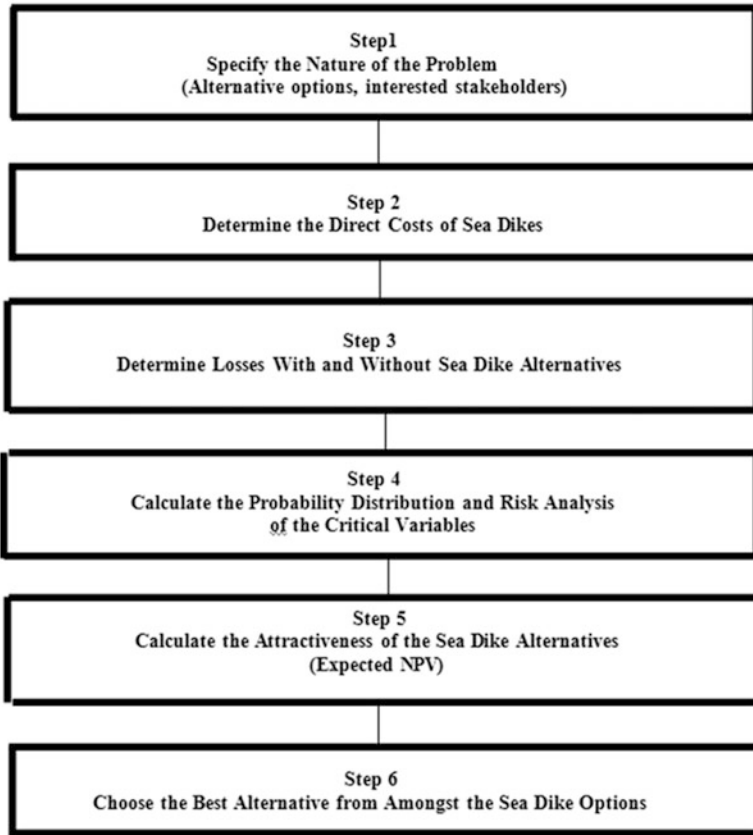 Step1
Specify the Nature of the Problem
(Alternative options, interested stakeholders)
Step 2
Determine the Direct Costs of Sea Dikes
Step 3
Determine Losses With and Without Sea Dike Alternatives
Step 4
Calculate the Probability Distribution and Risk Analysis
of the Critical Variables
Step 5
Calculate the Attractiveness of the Sea Dike Alternatives
(Expected NPV)
Step 6
Choose the Best Alternative from Amongst the Sea Dike Options